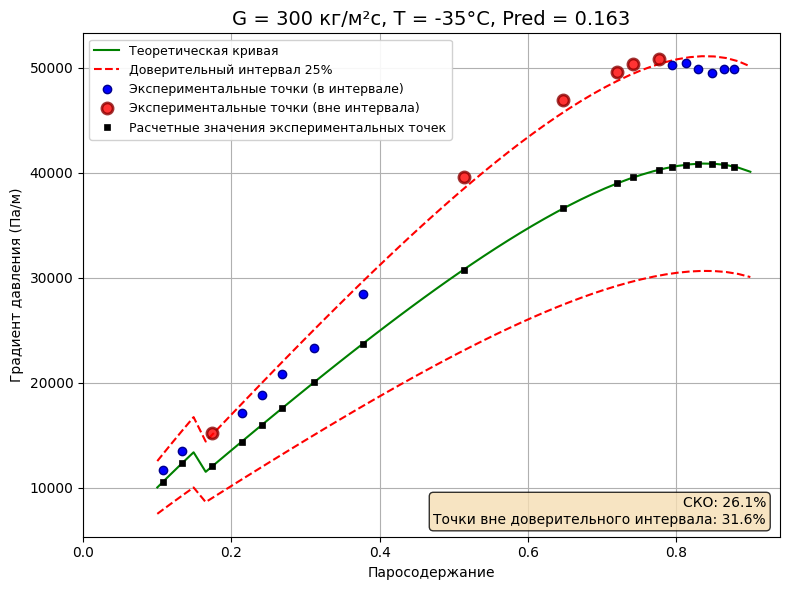 G = 300 кг/м²с, T = -35°C, Pred = 0.163
Теоретическая кривая
Доверительный интервал 25%
Экспериментальные точки (в интервале)
Экспериментальные точки (вне интервала)
Расчетные значения экспериментальных точек
50000
40000
30000
20000
10000
Градиент давления (Па/м)
СКО: 26.1%
Точки вне доверительного интервала: 31.6%
0.0
0.2
0.4
0.6
0.8
Паросодержание